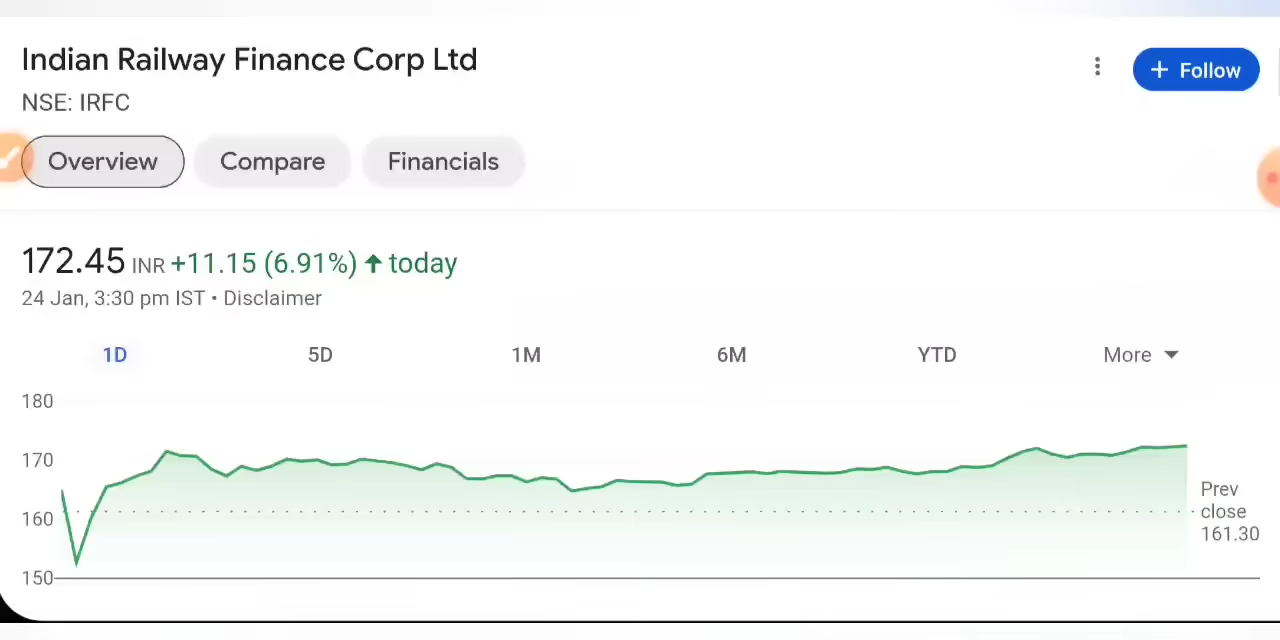 Indian Railway Finance Corp Ltd
NSE: IRFC
+ Follow
Overview
Compare
Financials
172.45 INR +11.15 (6.91%) ↑ today
24 Jan, 3:30 pm IST • Disclaimer
1D
5D
1M
6M
YTD
More
180
170
160
150
Prev
close
161.30